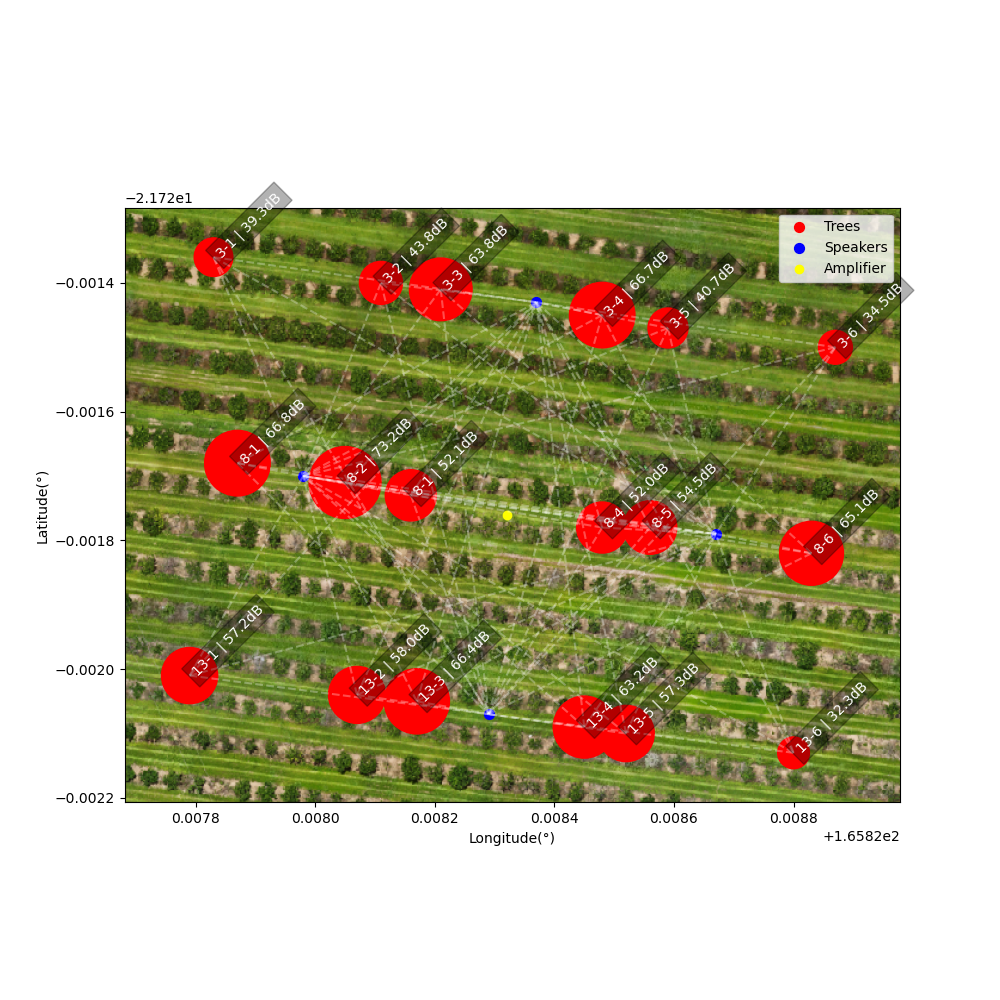 −2.172e1
Trees
Speakers
Amplifier
3-1 | 39.3dB
3-2 | 43.8dB
3-3 | 63.8dB
3-4 | 66.7dB
3-5 | 40.7dB
3-6 | 34.5dB
8-1 | 66.8dB
8-2 | 73.2dB
8-1 | 52.1dB
8-4 | 52.0dB
8-5 | 54.5dB
8-6 | 65.1dB
13-1 | 57.2dB
13-2 | 58.0dB
13-3 | 66.4dB
13-4 | 63.2dB
13-5 | 57.3dB
13-6 | 32.3dB
−0.0014
−0.0016
−0.0018
−0.0020
−0.0022
Latitude(°)
0.0078 0.0080 0.0082 0.0084 0.0086 0.0088
Longitude(°)
+1.6582e2